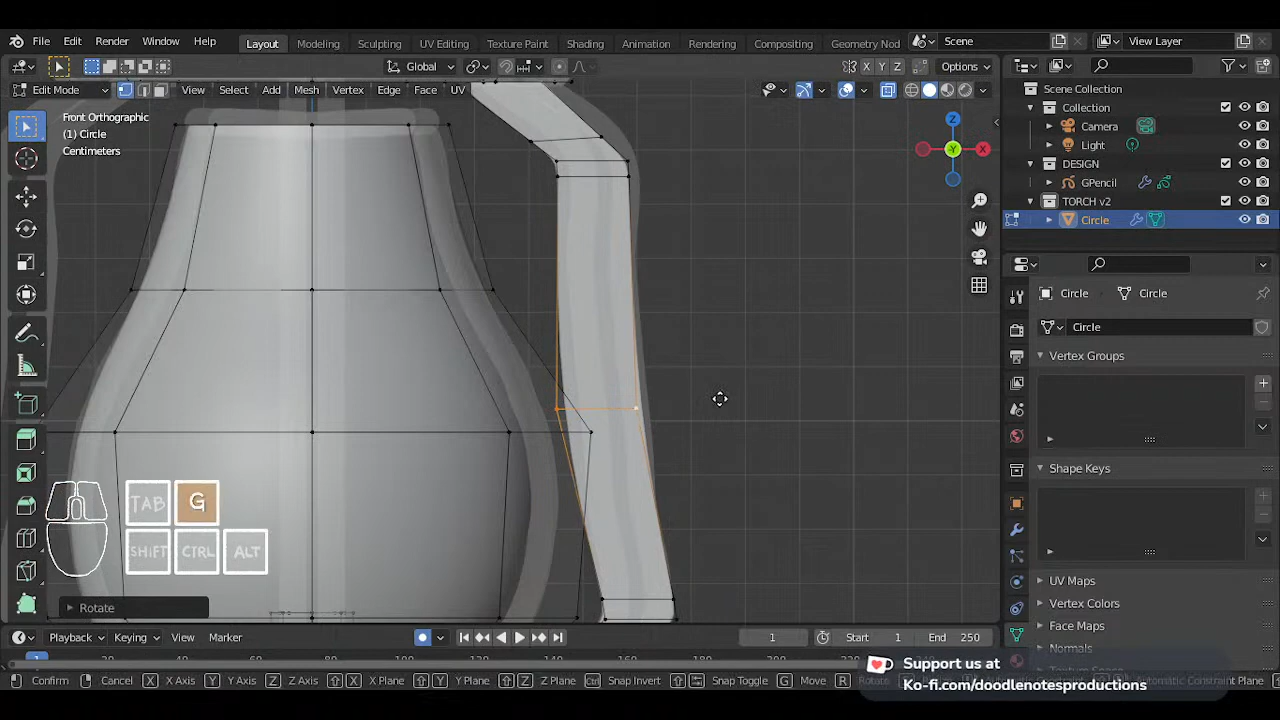 File Edit Render Window Help Layout Modeling Sculpting UV Editing Texture Paint Shading Animation Rendering Compositing Geometry Nod Scene View Layer
Global X Y Z Options
Edit Mode View Select Add Mesh Vertex Edge Face UV
Scene Collection
Collection
Camera
Light
DESIGN
GPencil
TORCH v2
Circle
Front Orthographic
(1) Circle
Centimeters
Z
Y
X
Circle Circle
Circle
Vertex Groups
Shape Keys
UV Maps
Vertex Colors
Face Maps
Normals
TAB G
SHIFT CTRL ALT
Rotate
Playback Keying View Marker 1 Start 1 End 250
Confirm Cancel X X Axis Y Y Axis Z Z Axis X X Plane Y Y Plane Z Z Plane Ctrl Snap Invert Snap Toggle G Move R Rotate Automatic Constraint Plane
Support us at
Ko-fi.com/doodlenotesproductions